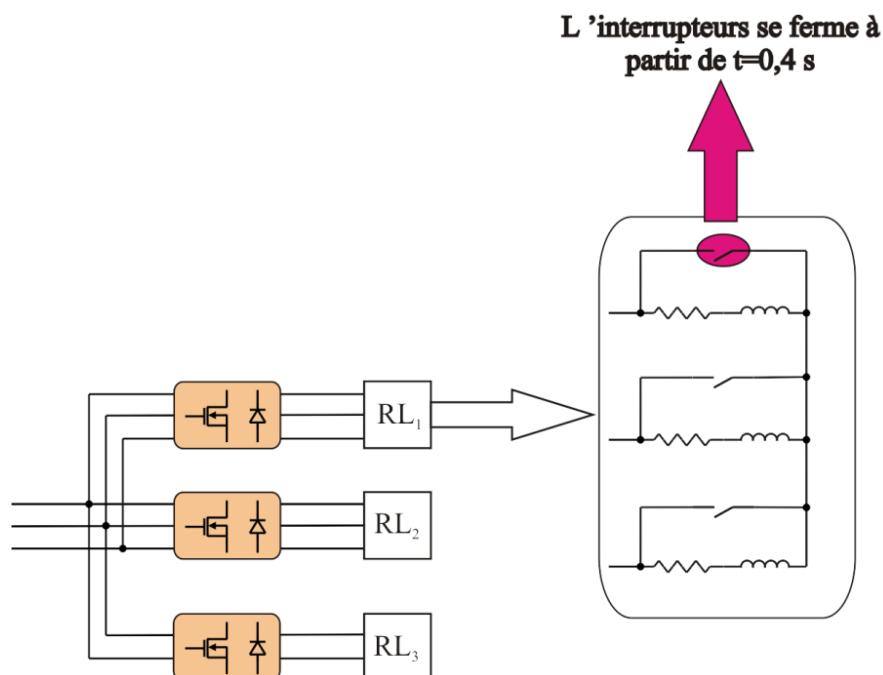 L ’interrupteurs se ferme à
partir de t=0,4 s
RL1
RL2
RL3